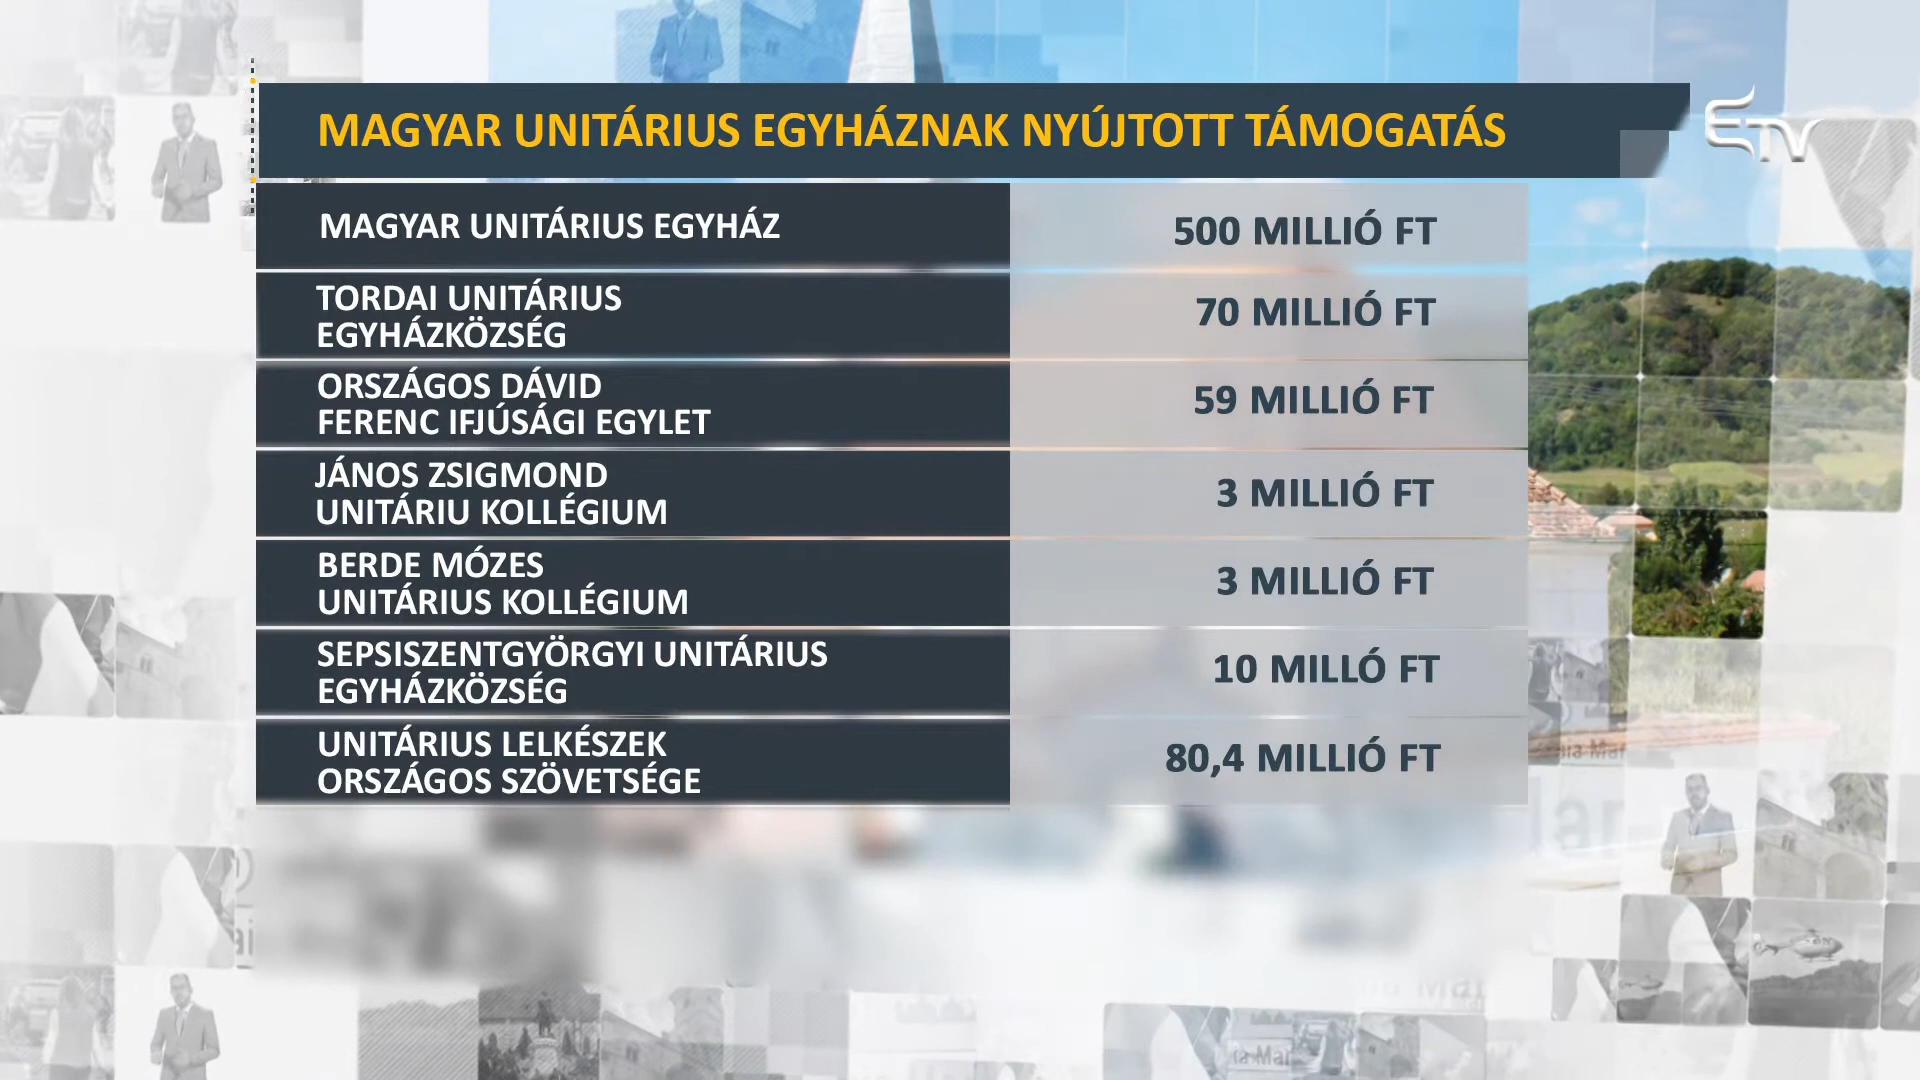 MAGYAR UNITÁRIUS EGYHÁZNAK NYÚJTOTT TÁMOGATÁS
ETV
MAGYAR UNITÁRIUS EGYHÁZ
500 MILLIÓ FT
TORDAI UNITÁRIUS
EGYHÁZKÖZSÉG
70 MILLIÓ FT
ORSZÁGOS DÁVID
FERENC IFJÚSÁGI EGYLET
59 MILLIÓ FT
JÁNOS ZSIGMOND
UNITÁRIU KOLLÉGIUM
3 MILLIÓ FT
BERDE MÓZES
UNITÁRIUS KOLLÉGIUM
3 MILLIÓ FT
SEPSISZENTGYÖRGYI UNITÁRIUS
EGYHÁZKÖZSÉG
10 MILLÓ FT
UNITÁRIUS LELKÉSZEK
ORSZÁGOS SZÖVETSÉGE
80,4 MILLIÓ FT